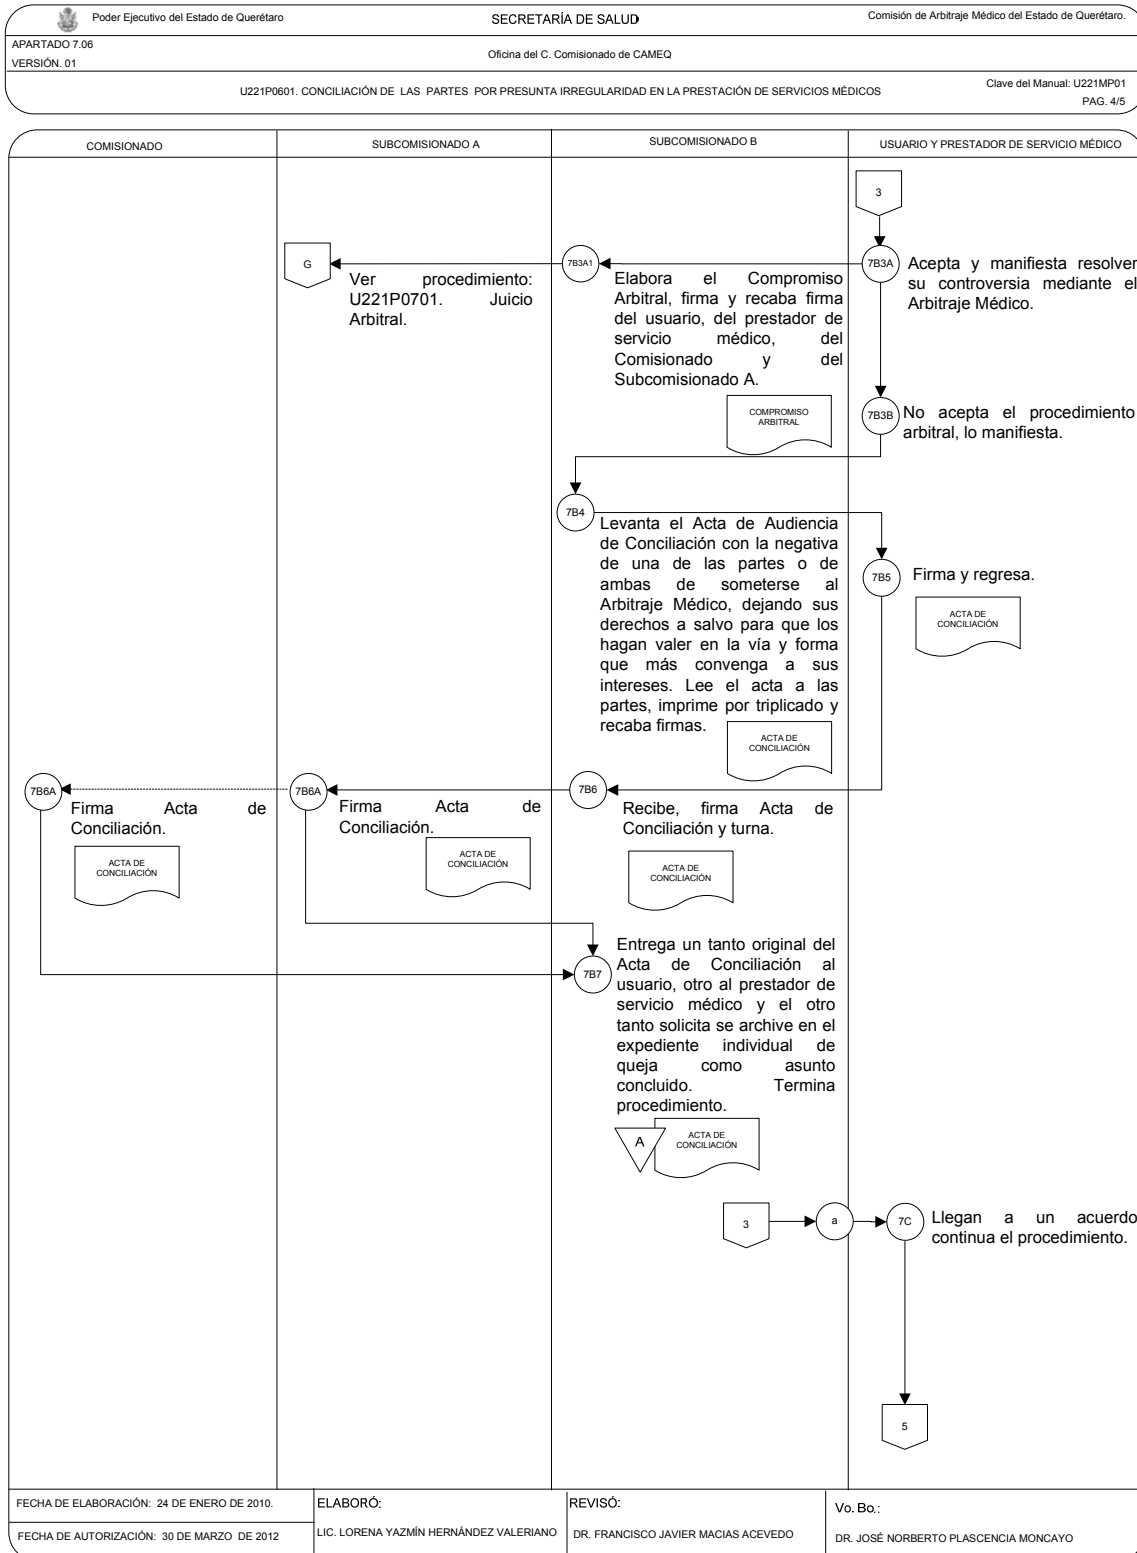 Poder Ejecutivo del Estado de Querétaro
SECRETARÍA DE SALUD
Comisión de Arbitraje Médico del Estado de Querétaro.
APARTADO 7.06
VERSIÓN. 01
Oficina del C. Comisionado de CAMEQ
U221P0601. CONCILIACIÓN DE LAS PARTES POR PRESUNTA IRREGULARIDAD EN LA PRESTACIÓN DE SERVICIOS MÉDICOS
Clave del Manual: U221MP01
PAG. 4/5
COMISIONADO
SUBCOMISIONADO A
SUBCOMISIONADO B
USUARIO Y PRESTADOR DE SERVICIO MÉDICO
3
7B3A
Acepta y manifiesta resolver
su controversia mediante el
Arbitraje Médico.
7B3A1
Elabora el Compromiso
Arbitral, firma y recaba firma
del usuario, del prestador de
servicio médico, del
Comisionado y del
Subcomisionado A.
COMPROMISO
ARBITRAL
G
Ver procedimiento:
U221P0701. Juicio
Arbitral.
7B3B
No acepta el procedimiento
arbitral, lo manifiesta.
7B4
Levanta el Acta de Audiencia
de Conciliación con la negativa
de una de las partes o de
ambas de someterse al
Arbitraje Médico, dejando sus
derechos a salvo para que los
hagan valer en la vía y forma
que más convenga a sus
intereses. Lee el acta a las
partes, imprime por triplicado y
recaba firmas.
ACTA DE
CONCILIACIÓN
7B5
Firma y regresa.
ACTA DE
CONCILIACIÓN
7B6
Recibe, firma Acta de
Conciliación y turna.
ACTA DE
CONCILIACIÓN
7B6A
Firma Acta de
Conciliación.
ACTA DE
CONCILIACIÓN
7B6A
Firma Acta de
Conciliación.
ACTA DE
CONCILIACIÓN
7B7
Entrega un tanto original del
Acta de Conciliación al
usuario, otro al prestador de
servicio médico y el otro
tanto solicita se archive en el
expediente individual de
queja como asunto
concluido. Termina
procedimiento.
A
ACTA DE
CONCILIACIÓN
3
a
7C
Llegan a un acuerdo
continua el procedimiento.
5
FECHA DE ELABORACIÓN: 24 DE ENERO DE 2010.
FECHA DE AUTORIZACIÓN: 30 DE MARZO DE 2012
ELABORÓ:
LIC. LORENA YAZMÍN HERNÁNDEZ VALERIANO
REVISÓ:
DR. FRANCISCO JAVIER MACIAS ACEVEDO
Vo. Bo.:
DR. JOSÉ NORBERTO PLASCENCIA MONCAYO